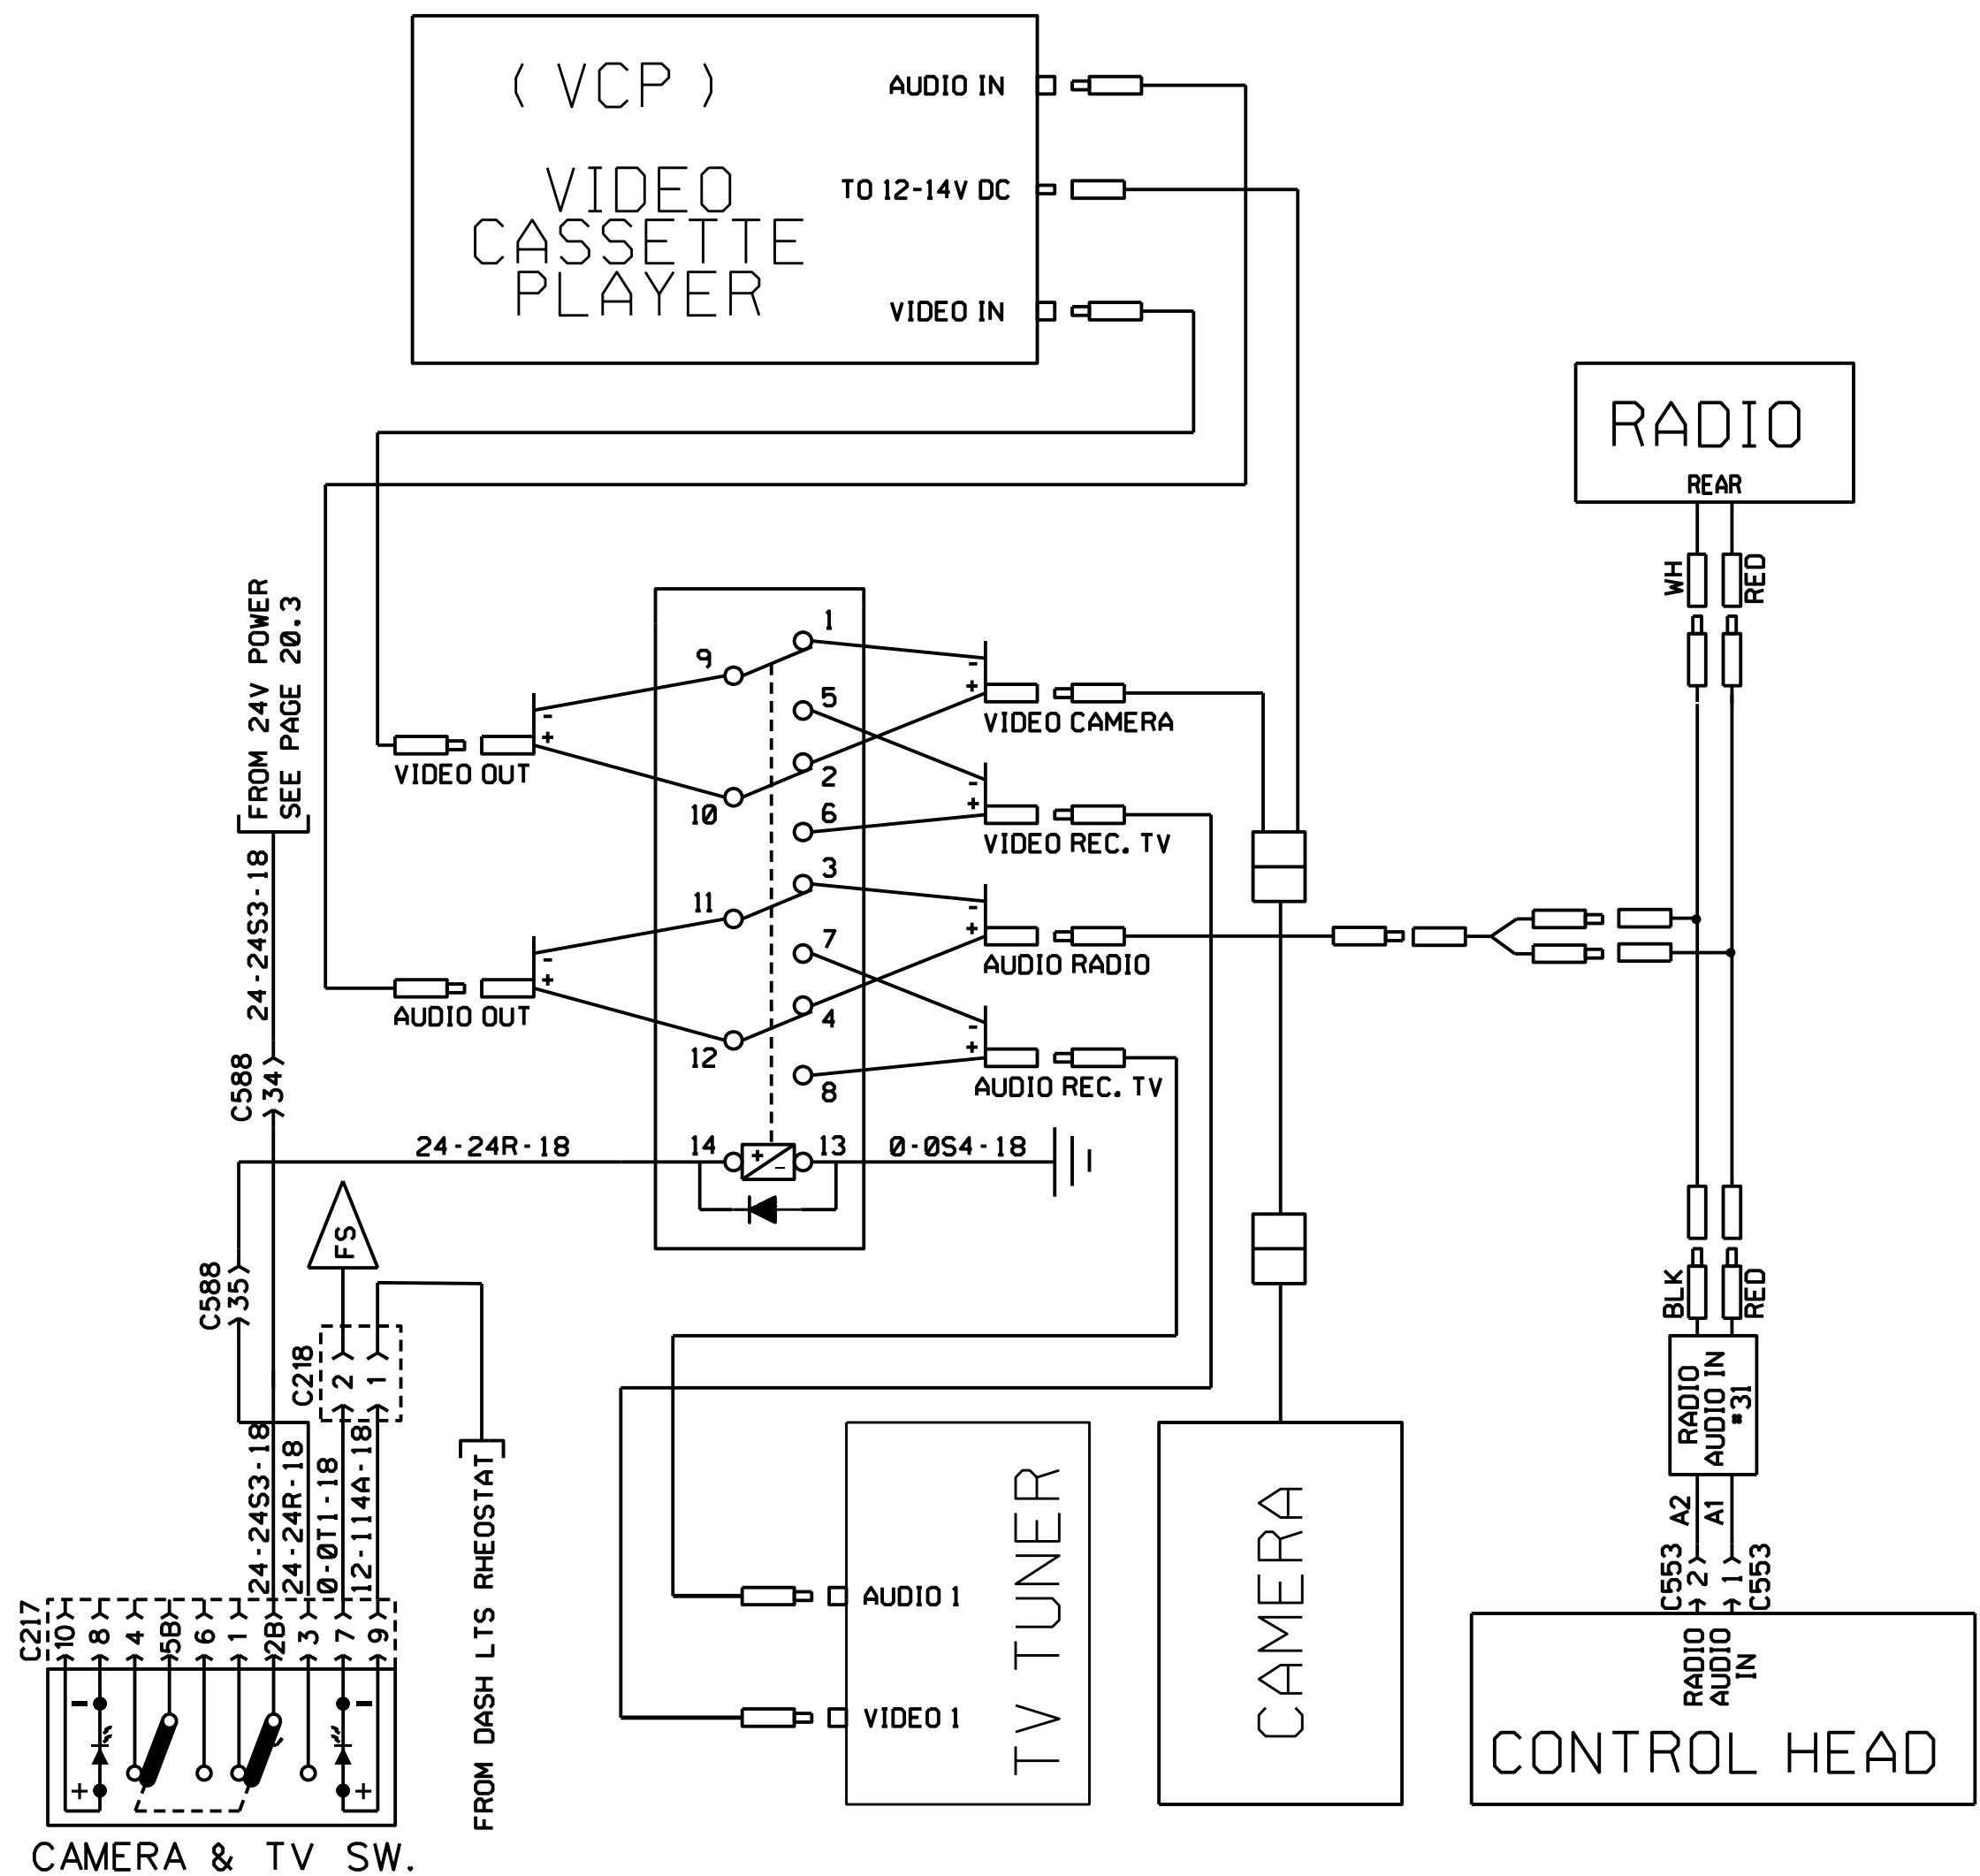 ( VCP )
VIDEO
CASSETTE
PLAYER
AUDIO IN
TO 12-14V DC
VIDEO IN
RADIO
REAR
WH
RED
FROM 24V POWER
SEE PAGE 20.3
24-24S3-18
C588
34
VIDEO OUT
- +
AUDIO OUT
- +
9
10
11
12
1
5
2
6
3
7
4
8
- +
VIDEO CAMERA
- +
VIDEO REC. TV
- +
AUDIO RADIO
- +
AUDIO REC. TV
24-24R-18
14
+ -
13
0-0S4-18
FS
C588
35
C218
2
1
24-24S3-18
24-24R-18
0-0T1-18
12-114A-18
FROM DASH LTS RHEOSTAT
C217
10
8
4
5B
6
1
2B
3
7
9
- +
- +
CAMERA & TV SW.
AUDIO 1
VIDEO 1
TV TUNER
CAMERA
BLK
RED
RADIO
AUDIO IN
#31
A2
A1
C553
2
1
C553
RADIO
AUDIO
IN
CONTROL HEAD